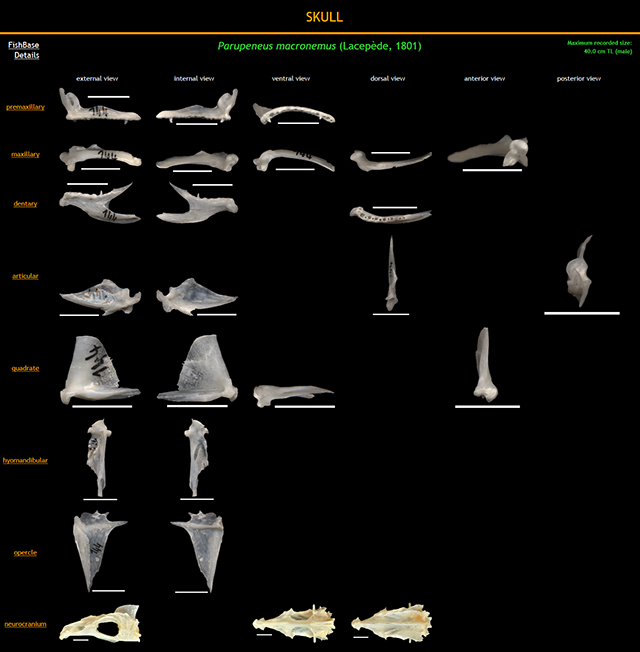 SKULL
FishBase
Details
Parupeneus macronemus (Lacepède, 1801)
Maximum recorded size:
40.0 cm TL (male)
external view internal view ventral view dorsal view anterior view posterior view
premaxillary
maxillary
dentary
articular
quadrate
hyomandibular
opercle
neurocranium